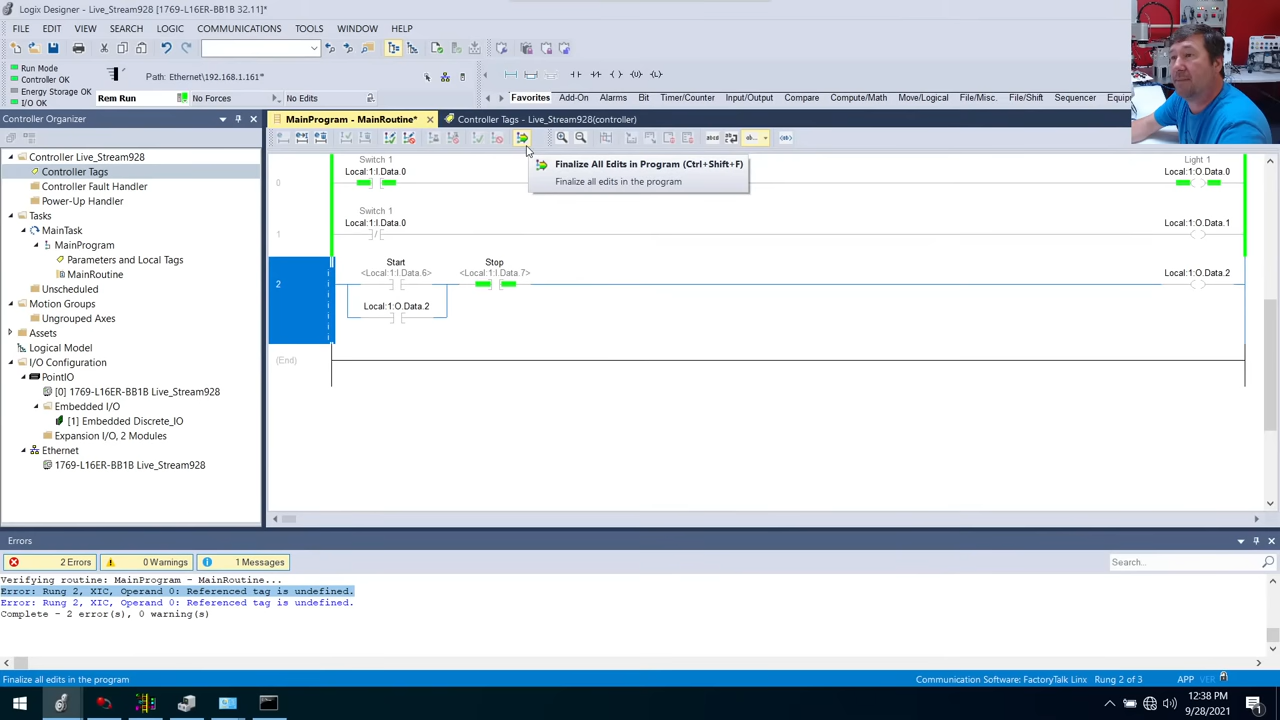 Logix Designer - Live_Stream928 [1769-L16ER-BB1B 32.11]*
FILE EDIT VIEW SEARCH LOGIC COMMUNICATIONS TOOLS WINDOW HELP
Run Mode
Controller OK
Energy Storage OK
I/O OK
Path: Ethernet\192.168.1.161*
Rem Run No Forces No Edits
Favorites Add-On Alarms Bit Timer/Counter Input/Output Compare Compute/Math Move/Logical File/Misc. File/Shift Sequencer Equipment
Controller Organizer
MainProgram - MainRoutine*
Controller Tags - Live_Stream928(controller)
Controller Live_Stream928
Controller Tags
Controller Fault Handler
Power-Up Handler
Tasks
MainTask
MainProgram
Parameters and Local Tags
MainRoutine
Unscheduled
Motion Groups
Ungrouped Axes
Assets
Logical Model
I/O Configuration
PointIO
[0] 1769-L16ER-BB1B Live_Stream928
Embedded I/O
[1] Embedded Discrete_IO
Expansion I/O, 2 Modules
Ethernet
1769-L16ER-BB1B Live_Stream928
Finalize All Edits in Program (Ctrl+Shift+F)
Finalize all edits in the program
Switch 1
Local:1:I.Data.0
Light 1
Local:1:O.Data.0
0
Switch 1
Local:1:I.Data.0
Local:1:O.Data.1
1
Start
<Local:1:I.Data.6>
Stop
<Local:1:I.Data.7>
Local:1:O.Data.2
2
Local:1:O.Data.2
i
i
i
i
(End)
Errors
2 Errors 0 Warnings 1 Messages Search...
Verifying routine: MainProgram - MainRoutine...
Error: Rung 2, XIC, Operand 0: Referenced tag is undefined.
Error: Rung 2, XIC, Operand 0: Referenced tag is undefined.
Complete - 2 error(s), 0 warning(s)
Finalize all edits in the program
Communication Software: FactoryTalk Linx Rung 2 of 3 APP VER
12:38 PM
9/28/2021
1